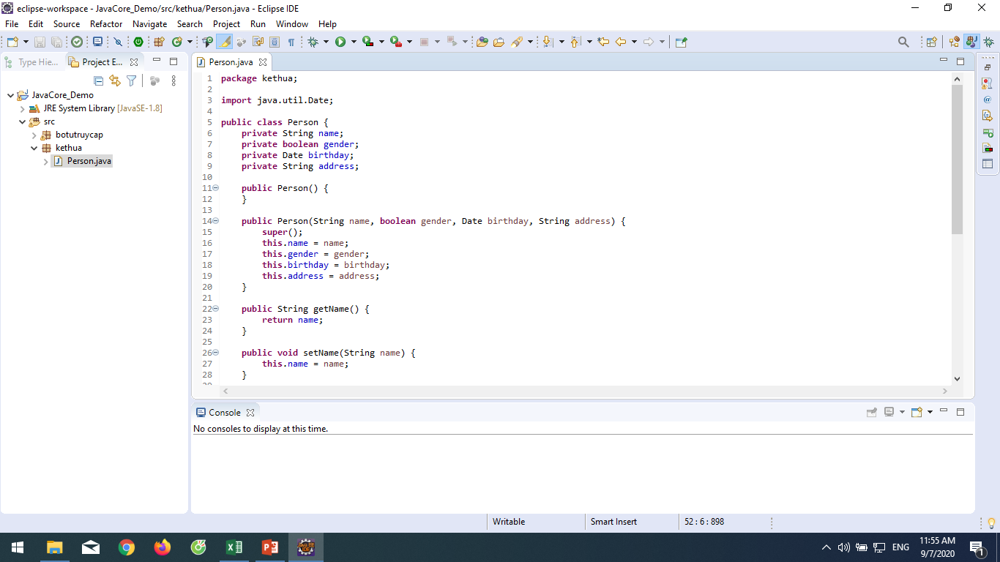 eclipse-workspace - JavaCore_Demo/src/kethua/Person.java - Eclipse IDE
File Edit Source Refactor Navigate Search Project Run Window Help
Type Hie... Project E...
JavaCore_Demo
JRE System Library [JavaSE-1.8]
src
botutruycap
kethua
Person.java
Person.java
1 package kethua;
2
3 import java.util.Date;
4
5 public class Person {
6 private String name;
7 private boolean gender;
8 private Date birthday;
9 private String address;
10
11 public Person() {
12 }
13
14 public Person(String name, boolean gender, Date birthday, String address) {
15 super();
16 this.name = name;
17 this.gender = gender;
18 this.birthday = birthday;
19 this.address = address;
20 }
21
22 public String getName() {
23 return name;
24 }
25
26 public void setName(String name) {
27 this.name = name;
28 }
29
Console
No consoles to display at this time.
Writable Smart Insert 52 : 6 : 898
ENG
11:55 AM
9/7/2020
1